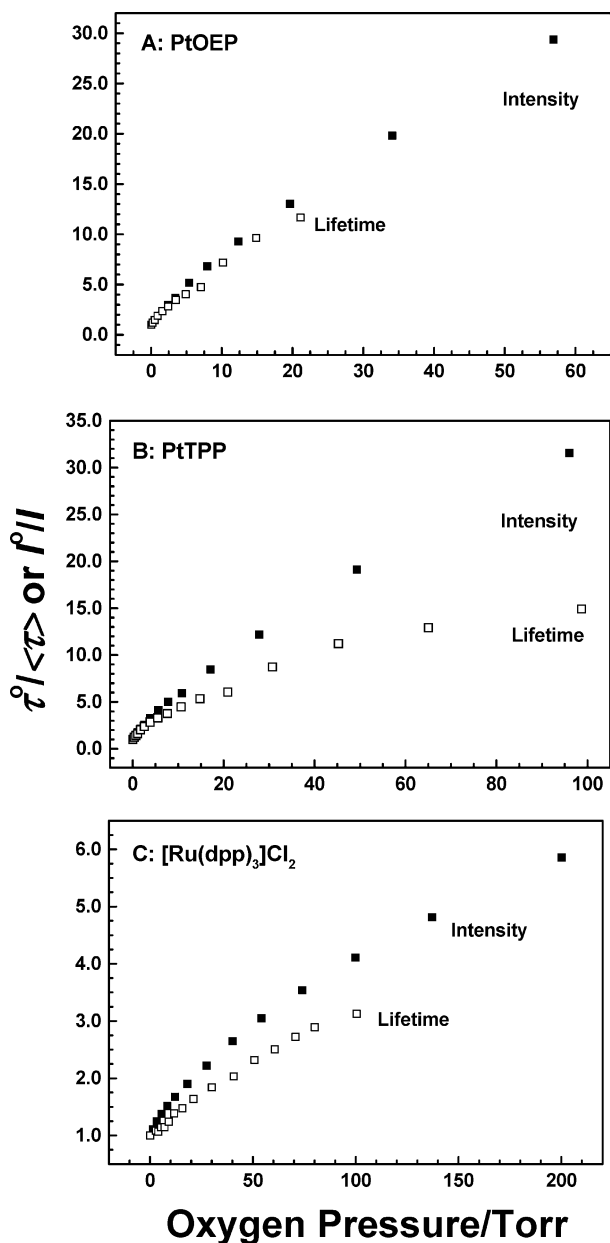 A: PtOEP
30.0
25.0
20.0
15.0
10.0
5.0
0.0
Intensity
Lifetime
0 10 20 30 40 50 60
B: PtTPP
35.0
30.0
25.0
20.0
15.0
10.0
5.0
0.0
Intensity
Lifetime
0 20 40 60 80 100
τ°/<τ> or I°/I
C: [Ru(dpp)₃]Cl₂
6.0
5.0
4.0
3.0
2.0
1.0
Intensity
Lifetime
0 50 100 150 200
Oxygen Pressure/Torr